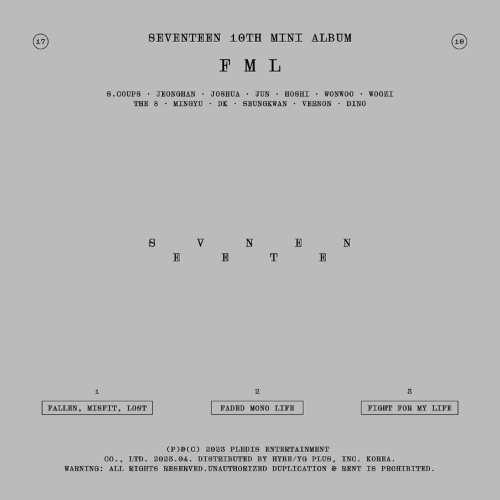 17
SEVENTEEN 10TH MINI ALBUM
10
F M L
S.COUPS · JEONGHAN · JOSHUA · JUN · HOSHI · WONWOO · WOOZI
THE 8 · MINGYU · DK · SEUNGKWAN · VERNON · DINO
S V N E N
E E T E
1
2
3
FALLEN, MISFIT, LOST
FADED MONO LIFE
FIGHT FOR MY LIFE
(P)&(C) 2023 PLEDIS ENTERTAINMENT
CO., LTD. 2023.04. DISTRIBUTED BY HYBE/YG PLUS, INC. KOREA.
WARNING: ALL RIGHTS RESERVED.UNAUTHORIZED DUPLICATION & RENT IS PROHIBITED.